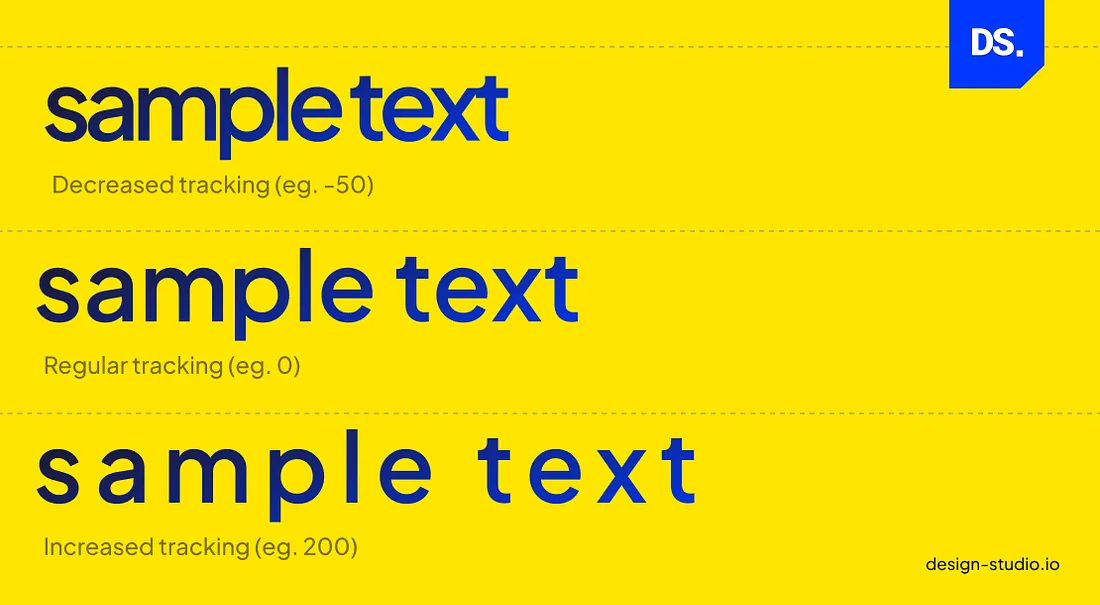 DS.
sample text
Decreased tracking (eg. -50)
sample text
Regular tracking (eg. 0)
sample text
Increased tracking (eg. 200)
design-studio.io